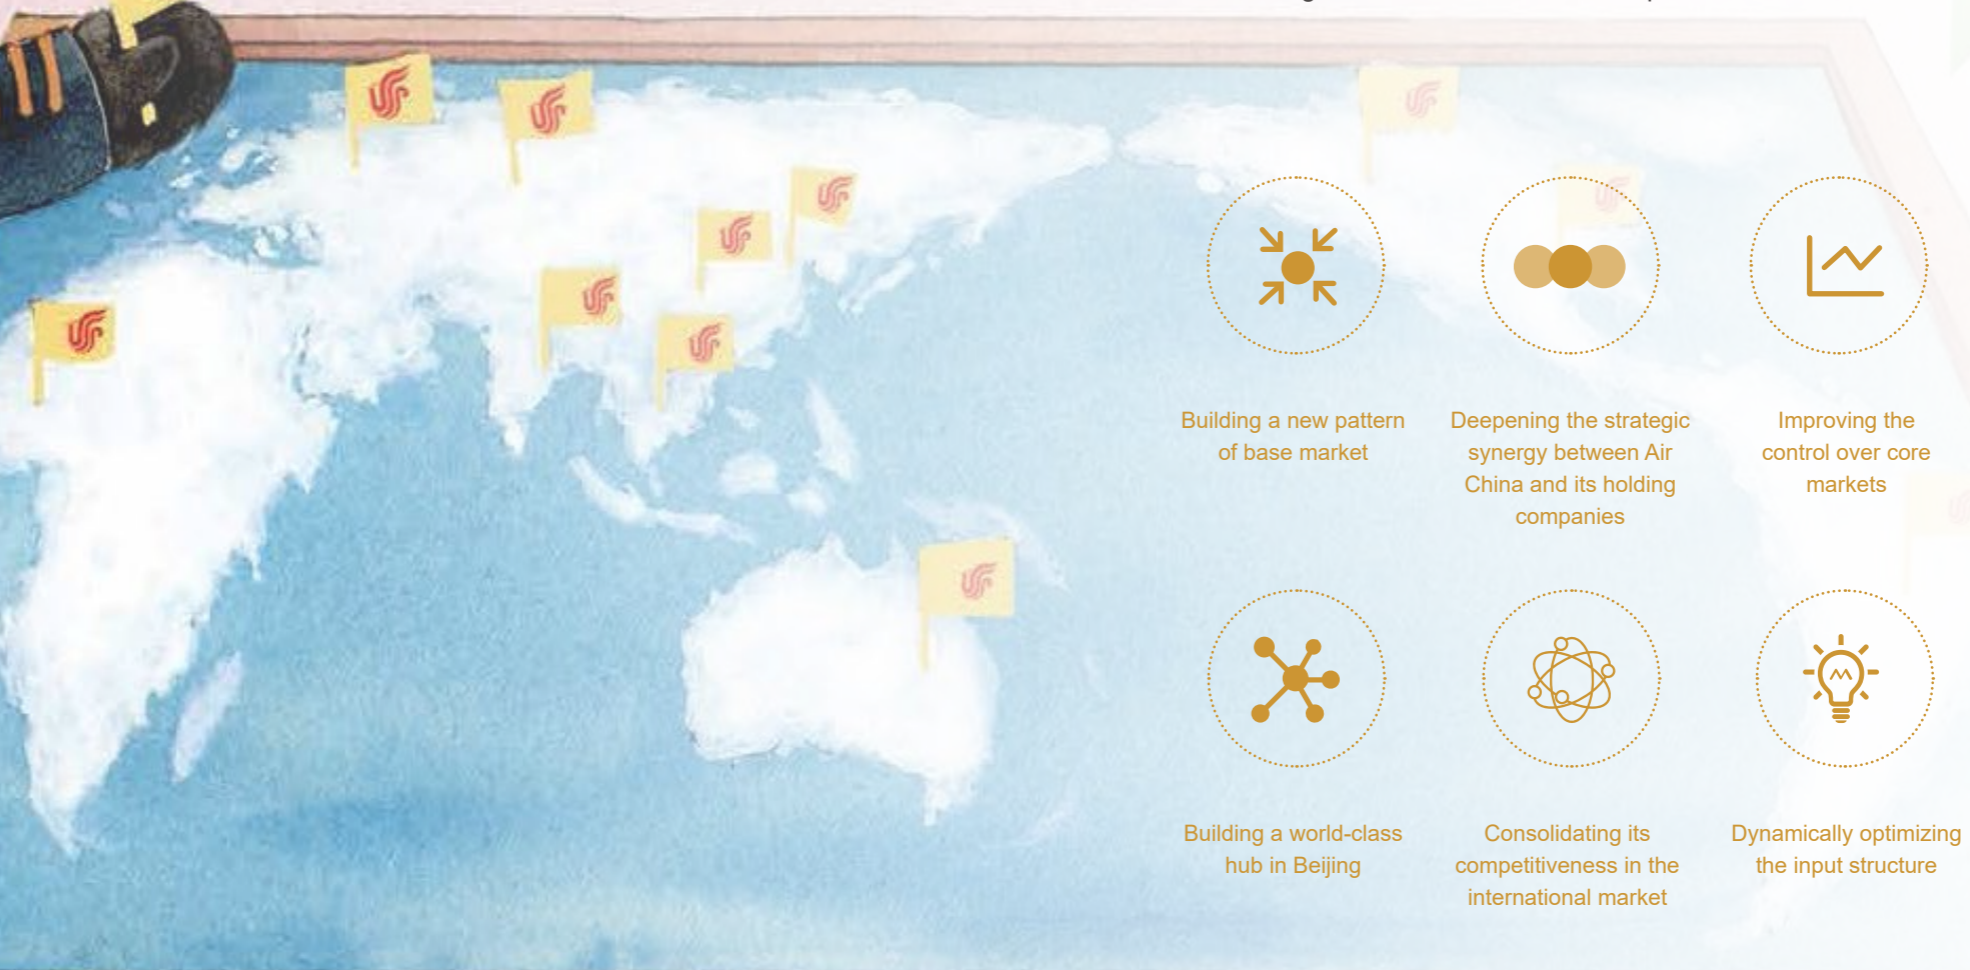 Building a new pattern
of base market
Deepening the strategic
synergy between Air
China and its holding
companies
Improving the
control over core
markets
Building a world-class
hub in Beijing
Consolidating its
competitiveness in the
international market
Dynamically optimizing
the input structure